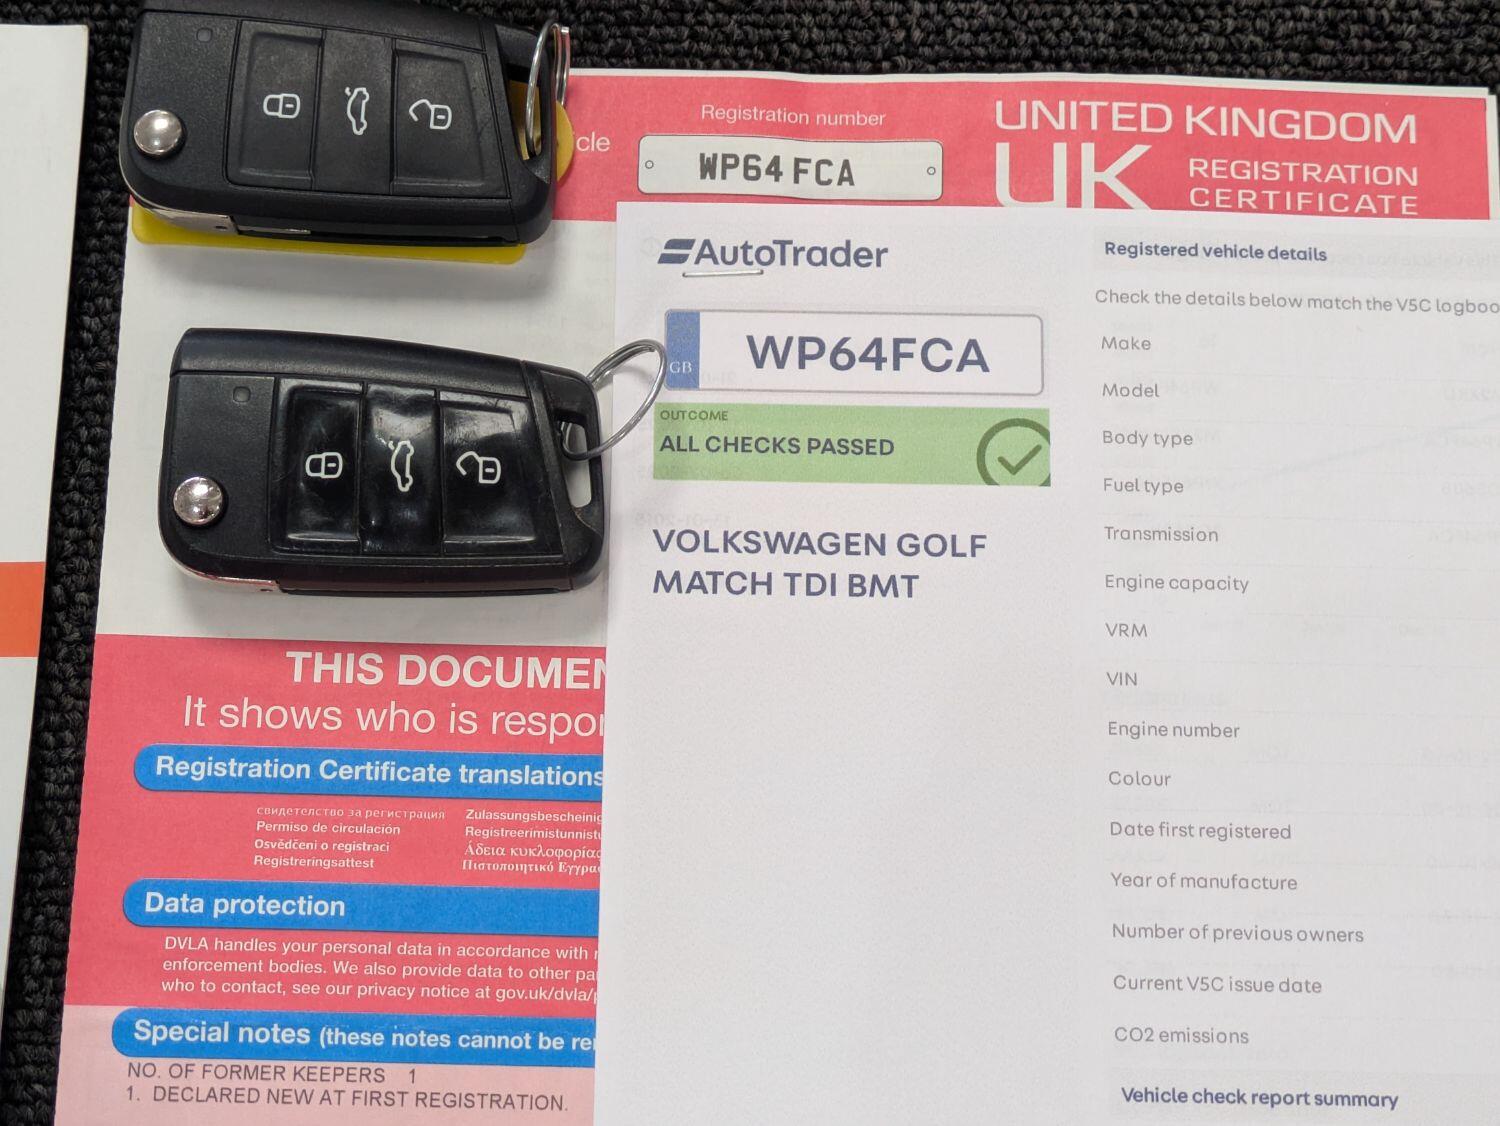 cle
Registration number
WP64 FCA
UNITED KINGDOM
UK
REGISTRATION
CERTIFICATE
AutoTrader
GB
WP64FCA
OUTCOME
ALL CHECKS PASSED
VOLKSWAGEN GOLF
MATCH TDI BMT
Registered vehicle details
Check the details below match the V5C logboo
Make
Model
Body type
Fuel type
Transmission
Engine capacity
VRM
VIN
Engine number
Colour
Date first registered
Year of manufacture
Number of previous owners
Current V5C issue date
CO2 emissions
Vehicle check report summary
THIS DOCUMEN
It shows who is respon
Registration Certificate translations
свидетелство за регистрация
Permiso de circulación
Osvědčení o registraci
Registreringsattest
Zulassungsbescheinig
Registreerimistunnistu
Άδεια κυκλοφορίας
Πιστοποιητικό Εγγρα
Data protection
DVLA handles your personal data in accordance with
enforcement bodies. We also provide data to other pa
who to contact, see our privacy notice at gov.uk/dvla/
Special notes (these notes cannot be re
NO. OF FORMER KEEPERS 1
1. DECLARED NEW AT FIRST REGISTRATION.